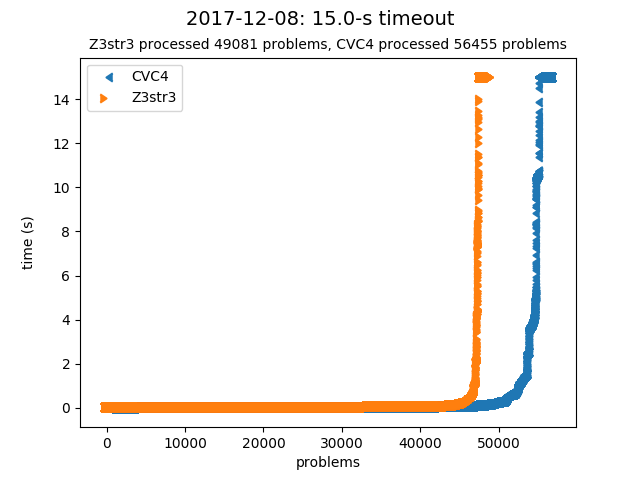 2017-12-08: 15.0-s timeout
Z3str3 processed 49081 problems, CVC4 processed 56455 problems
CVC4
Z3str3
14
12
10
8
6
4
2
0
time (s)
0 10000 20000 30000 40000 50000
problems